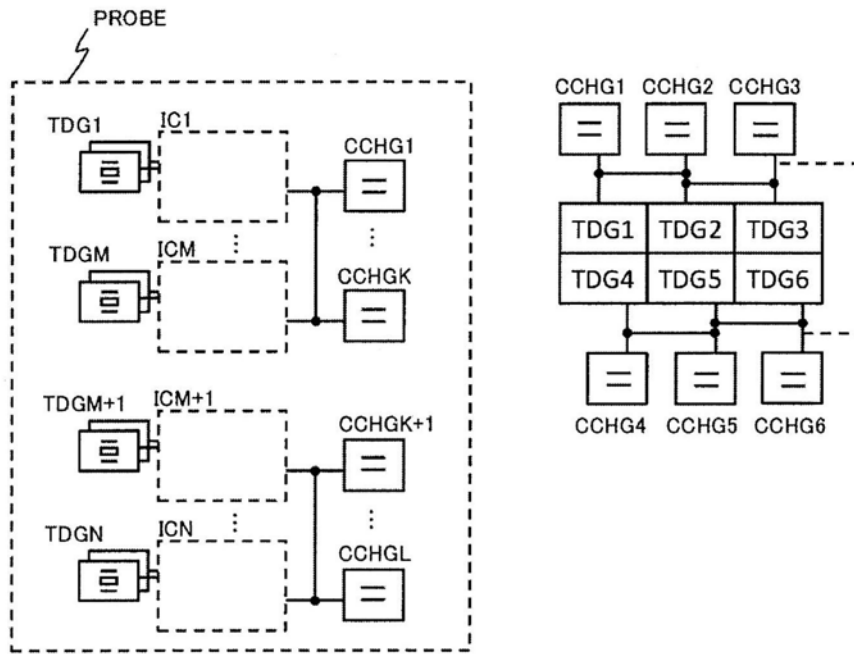 PROBE
TDG1
IC1
CCHG1
TDGM
ICM
CCHGK
TDGM+1
ICM+1
CCHGK+1
TDGN
ICN
CCHGL
CCHG1 CCHG2 CCHG3
TDG1 TDG2 TDG3
TDG4 TDG5 TDG6
CCHG4 CCHG5 CCHG6